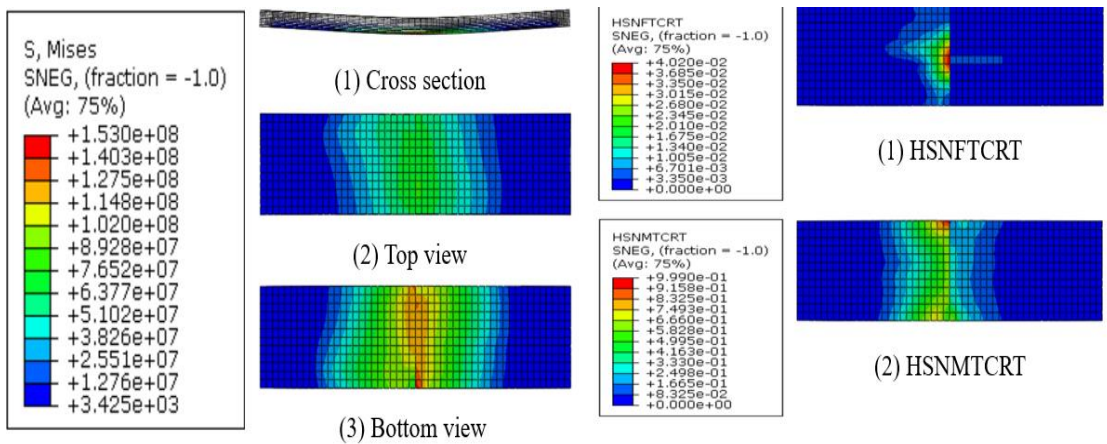 S, Mises
SNEG, (fraction = -1.0)
(Avg: 75%)
+1.530e+08
+1.403e+08
+1.275e+08
+1.148e+08
+1.020e+08
+8.928e+07
+7.652e+07
+6.377e+07
+5.102e+07
+3.826e+07
+2.551e+07
+1.276e+07
+3.425e+03
(1) Cross section
(2) Top view
(3) Bottom view
HSNFTCRT
SNEG, (fraction = -1.0)
(Avg: 75%)
+4.020e-02
+3.685e-02
+3.350e-02
+3.015e-02
+2.680e-02
+2.345e-02
+2.010e-02
+1.675e-02
+1.340e-02
+1.005e-02
+6.701e-03
+3.350e-03
+0.000e+00
(1) HSNFTCRT
HSNMTCRT
SNEG, (fraction = -1.0)
(Avg: 75%)
+9.990e-01
+9.158e-01
+8.325e-01
+7.493e-01
+6.660e-01
+5.828e-01
+4.995e-01
+4.163e-01
+3.330e-01
+2.498e-01
+1.665e-01
+8.325e-02
+0.000e+00
(2) HSNMTCRT